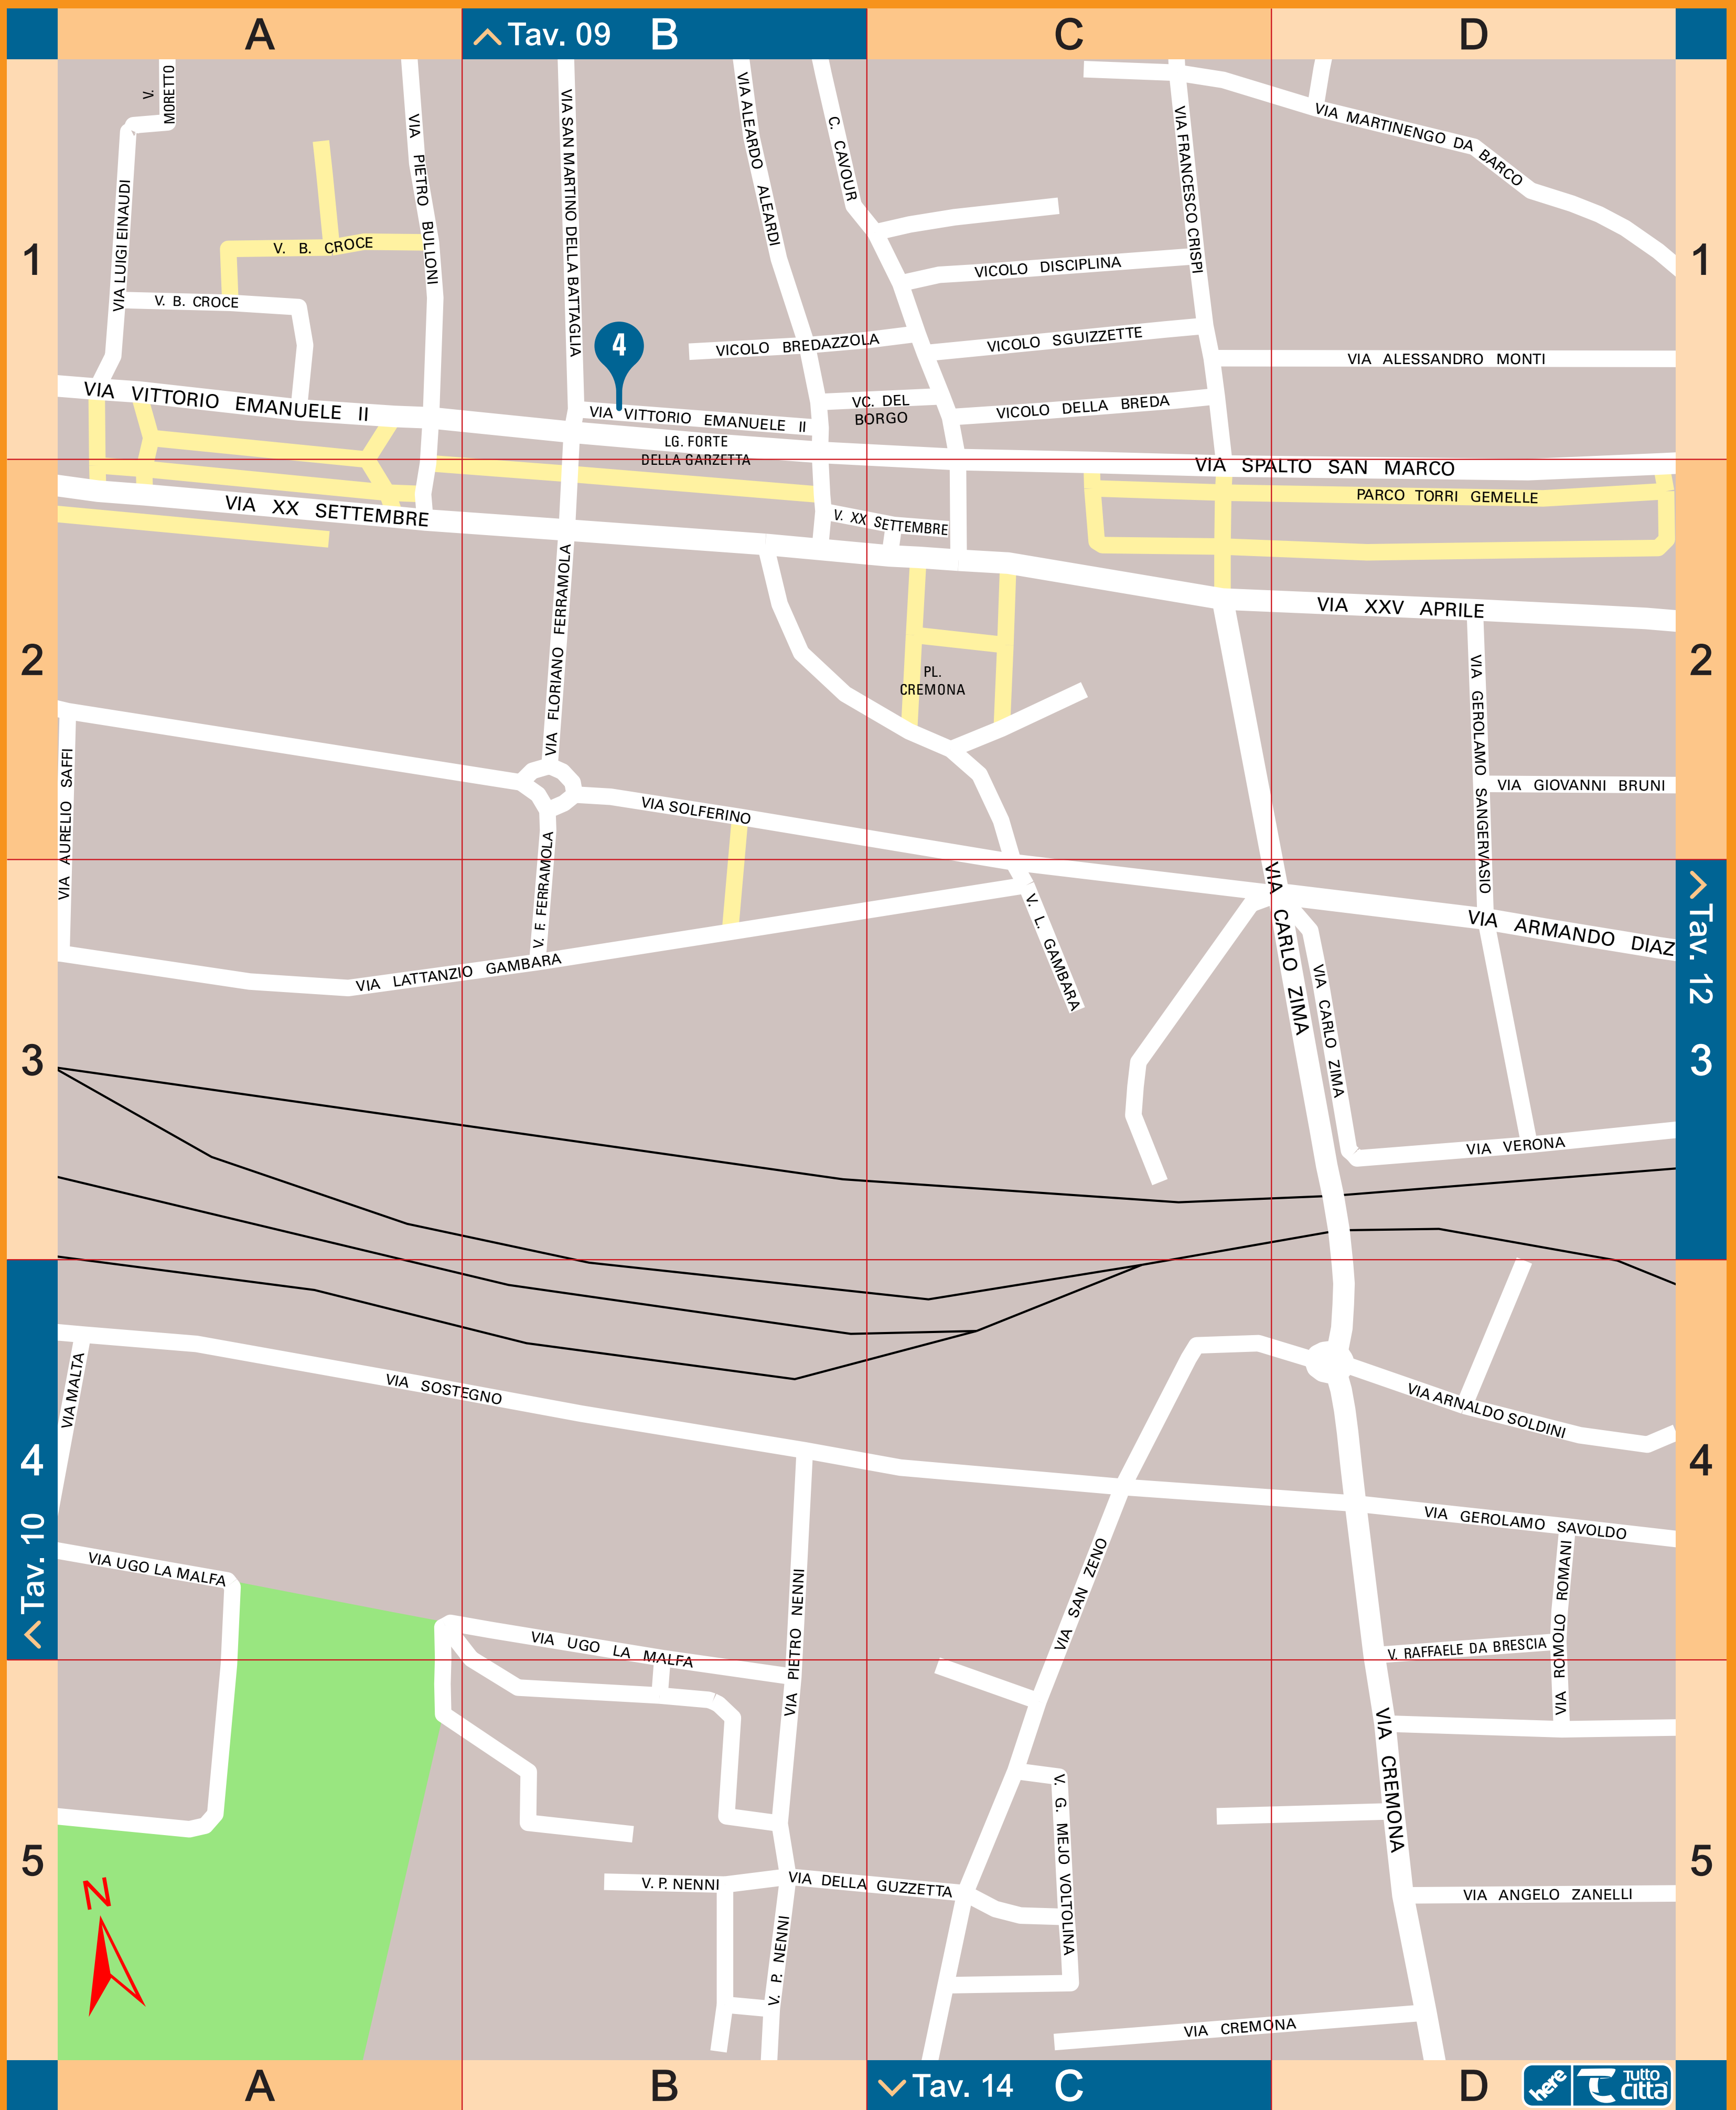 A
Tav. 09 B
C
D
V. MORETTO
VIA PIETRO BULLONI
VIA SAN MARTINO DELLA BATTAGLIA
VIA ALEARDO ALEARDI
C. CAVOUR
VIA FRANCESCO CRISPI
VIA MARTINENGO DA BARCO
VIA LUIGI EINAUDI
1
V. B. CROCE
V. B. CROCE
VICOLO DISCIPLINA
1
4
VICOLO BREDAZZOLA
VICOLO SGUIZZETTE
VIA ALESSANDRO MONTI
VIA VITTORIO EMANUELE II
VIA VITTORIO EMANUELE II
VC. DEL
BORGO
VICOLO DELLA BREDA
LG. FORTE
DELLA GARZETTA
VIA SPALTO SAN MARCO
PARCO TORRI GEMELLE
VIA XX SETTEMBRE
V. XX SETTEMBRE
VIA FLORIANO FERRAMOLA
VIA XXV APRILE
2
PL.
CREMONA
VIA GEROLAMO SANGERVASIO
2
VIA AURELIO SAFFI
VIA GIOVANNI BRUNI
VIA SOLFERINO
V. F. FERRAMOLA
V. L. GAMBARA
VIA CARLO ZIMA
VIA CARLO ZIMA
VIA ARMANDO DIAZ
VIA LATTANZIO GAMBARA
Tav. 12
3
3
VIA VERONA
VIA MALTA
VIA SOSTEGNO
VIA ARNALDO SOLDINI
4
Tav. 10
4
VIA GEROLAMO SAVOLDO
VIA UGO LA MALFA
VIA PIETRO NENNI
VIA SAN ZENO
VIA ROMOLO ROMANI
VIA UGO LA MALFA
V. RAFFAELE DA BRESCIA
VIA CREMONA
V. G. MEJO VOLTOLINA
5
5
V. P. NENNI
VIA DELLA GUZZETTA
VIA ANGELO ZANELLI
N
V. P. NENNI
VIA CREMONA
A
B
Tav. 14 C
D
here
TUTTO
città